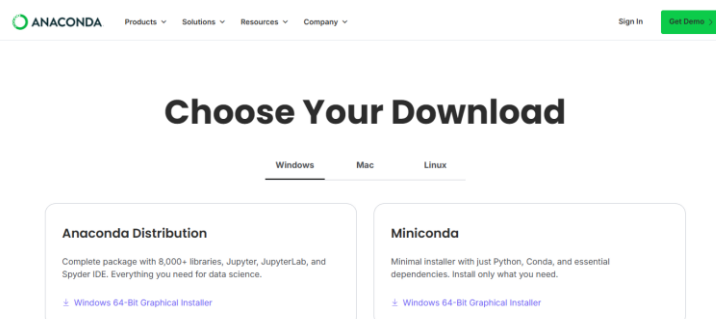 ANACONDA Products Solutions Resources Company Sign In Get Demo
Choose Your Download
Windows Mac Linux
Anaconda Distribution
Complete package with 8,000+ libraries, Jupyter, JupyterLab, and
Spyder IDE. Everything you need for data science.
Windows 64-Bit Graphical Installer
Miniconda
Minimal installer with just Python, Conda, and essential
dependencies. Install only what you need.
Windows 64-Bit Graphical Installer